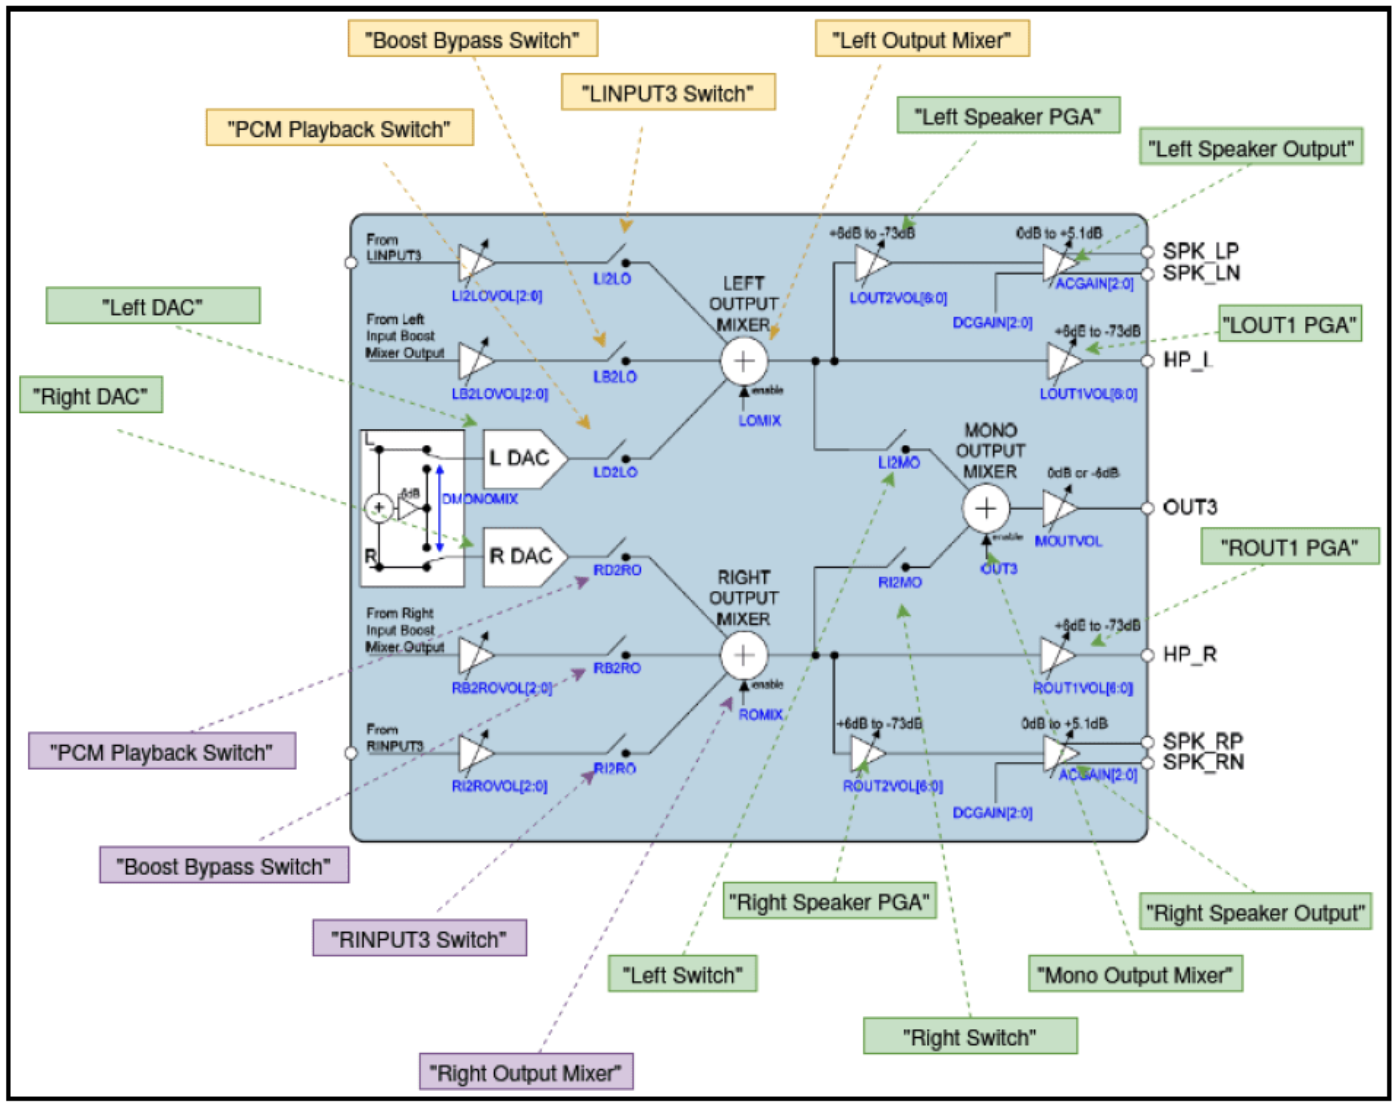 "Boost Bypass Switch"
"Left Output Mixer"
"LINPUT3 Switch"
"PCM Playback Switch"
"Left Speaker PGA"
"Left Speaker Output"
From
LINPUT3
LI2LOVOL[2:0]
LI2LO
LEFT
OUTPUT
MIXER
+6dB to -73dB
LOUT2VOL[6:0]
0dB to +5.1dB
ACGAIN[2:0]
DCGAIN[2:0]
SPK_LP
SPK_LN
"Left DAC"
From Left
Input Boost
Mixer Output
LB2LOVOL[2:0]
LB2LO
enable
LOMIX
+6dB to -73dB
LOUT1VOL[6:0]
"LOUT1 PGA"
HP_L
"Right DAC"
L
-6dB
R
DMONOMIX
L DAC
LD2LO
LI2MO
MONO
OUTPUT
MIXER
0dB or -6dB
MOUTVOL
OUT3
enable
OUT3
R DAC
RD2RO
RI2MO
"ROUT1 PGA"
RIGHT
OUTPUT
MIXER
From Right
Input Boost
Mixer Output
RB2ROVOL[2:0]
RB2RO
enable
ROMIX
+6dB to -73dB
ROUT1VOL[6:0]
HP_R
From
RINPUT3
RI2ROVOL[2:0]
RI2RO
+6dB to -73dB
ROUT2VOL[6:0]
0dB to +5.1dB
ACGAIN[2:0]
DCGAIN[2:0]
SPK_RP
SPK_RN
"PCM Playback Switch"
"Boost Bypass Switch"
"RINPUT3 Switch"
"Right Speaker PGA"
"Right Speaker Output"
"Left Switch"
"Mono Output Mixer"
"Right Switch"
"Right Output Mixer"